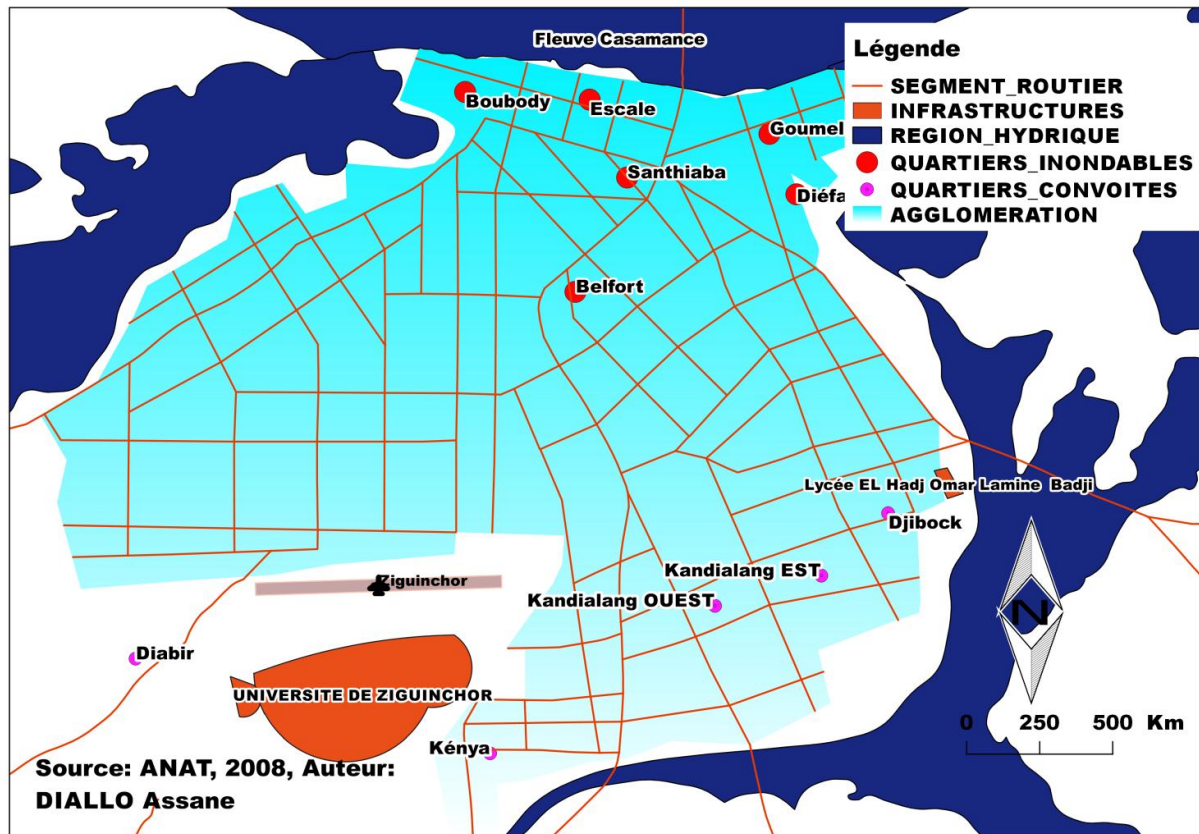 Fleuve Casamance
Légende
SEGMENT_ROUTIER
INFRASTRUCTURES
REGION_HYDRIQUE
QUARTIERS_INONDABLES
QUARTIERS_CONVOITES
AGGLOMERATION
Boubody
Escale
Goumel
Santhiaba
Diéfa
Belfort
Lycée EL Hadj Omar Lamine Badji
Djibock
Kandialang EST
Kandialang OUEST
Ziguinchor
Diabir
UNIVERSITE DE ZIGUINCHOR
Kénya
N
0 250 500 Km
Source: ANAT, 2008, Auteur:
DIALLO Assane